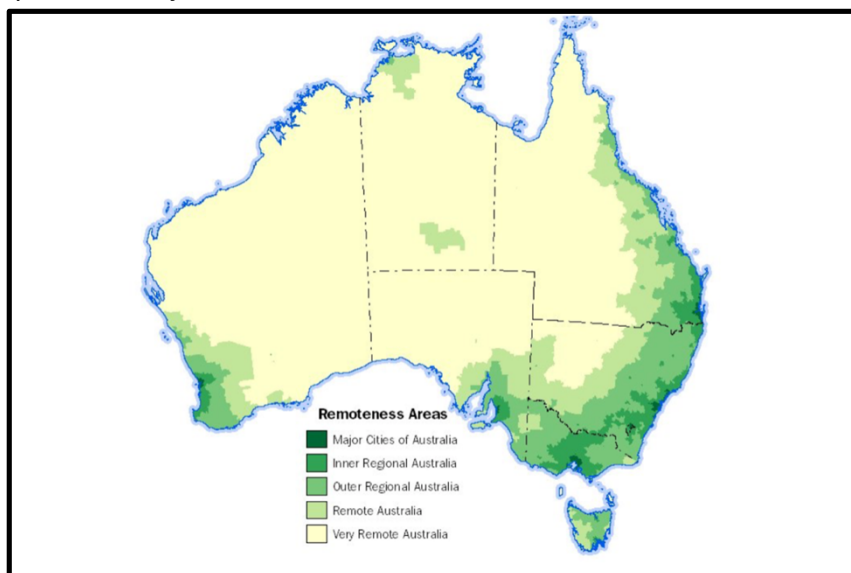 Remoteness Areas
Major Cities of Australia
Inner Regional Australia
Outer Regional Australia
Remote Australia
Very Remote Australia